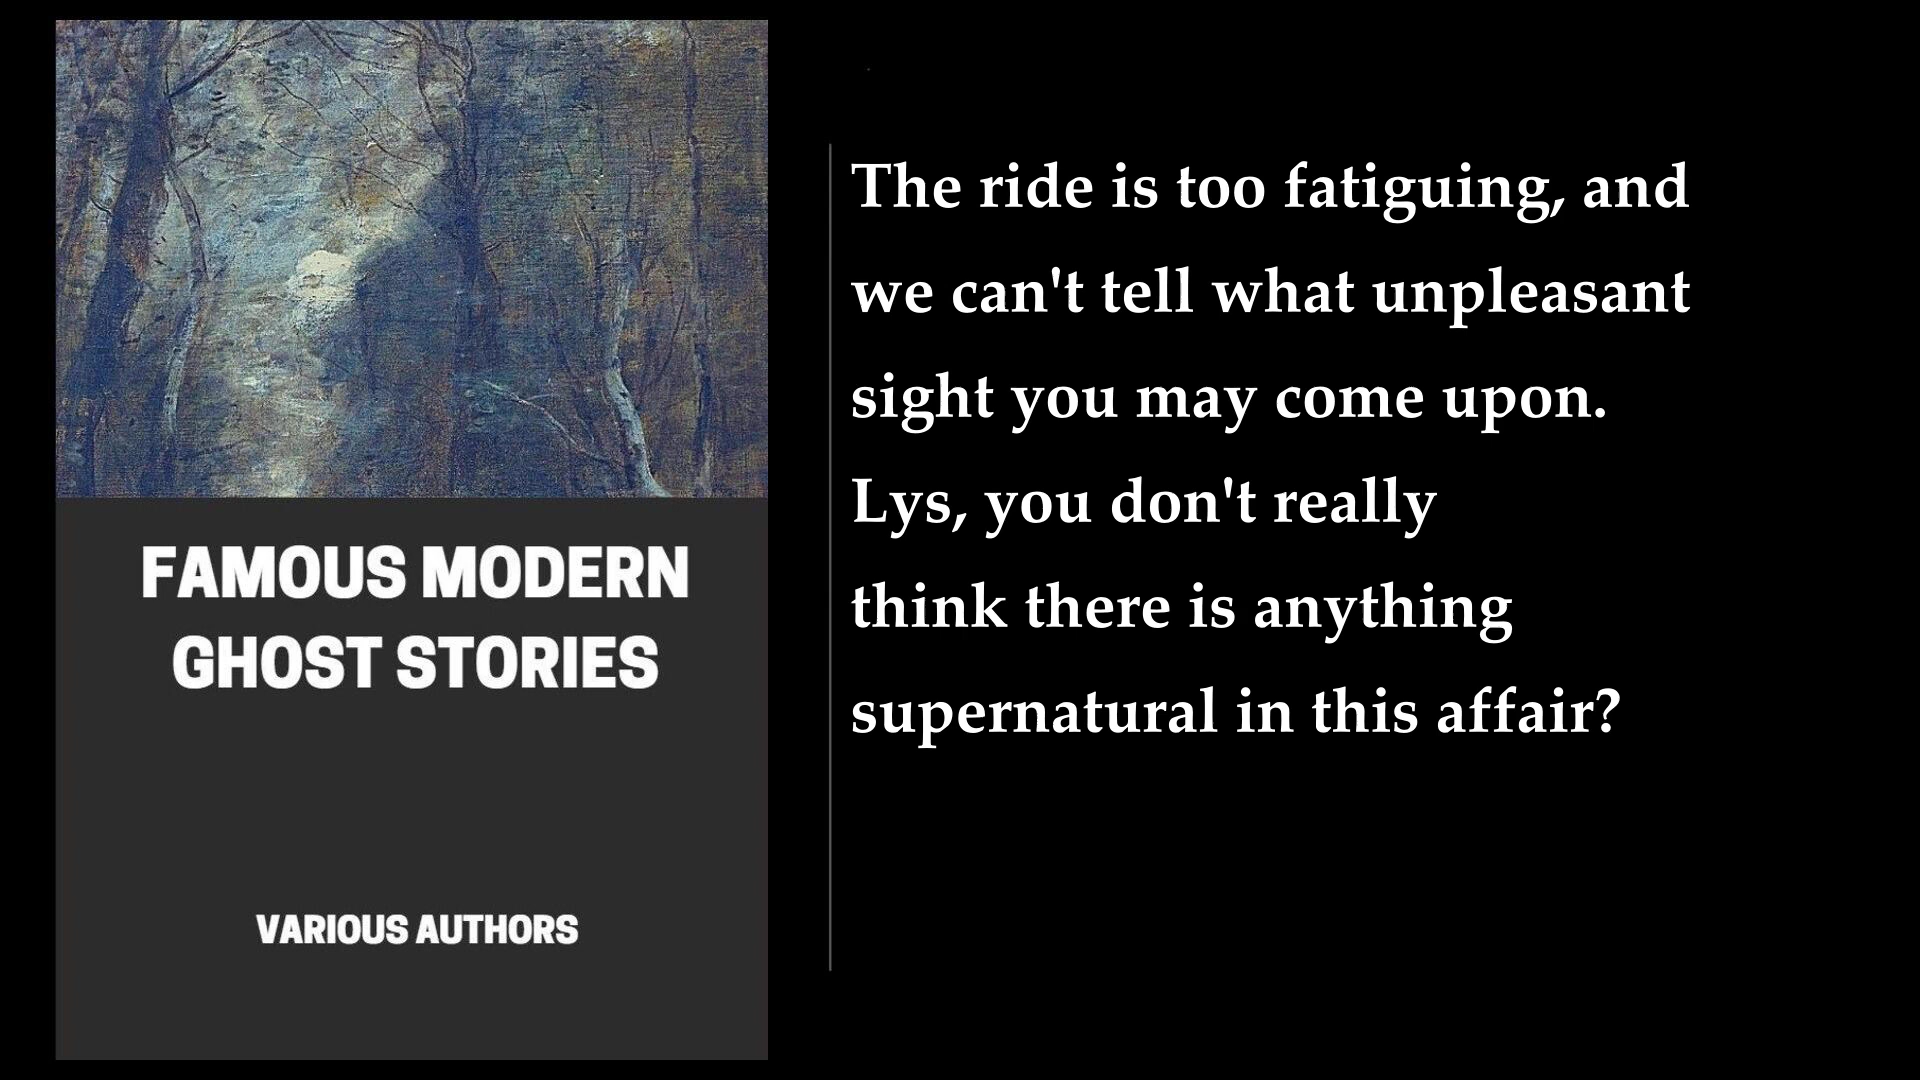 FAMOUS MODERN
GHOST STORIES
VARIOUS AUTHORS
The ride is too fatiguing, and
we can't tell what unpleasant
sight you may come upon.
Lys, you don't really
think there is anything
supernatural in this affair?